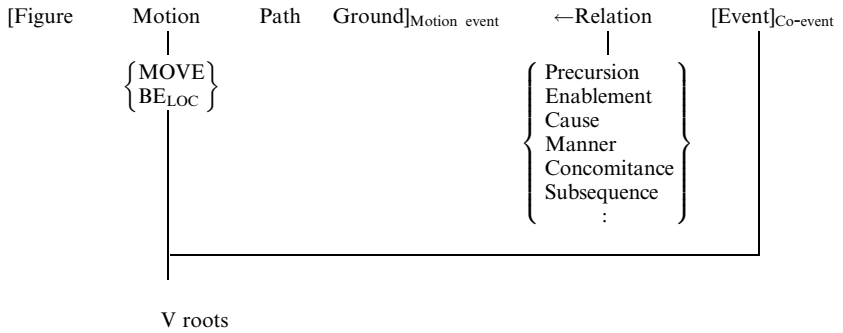 [Figure Motion Path Ground]Motion event ←Relation [Event]Co-event
MOVE
BELOC
Precursion
Enablement
Cause
Manner
Concomitance
Subsequence
:
V roots